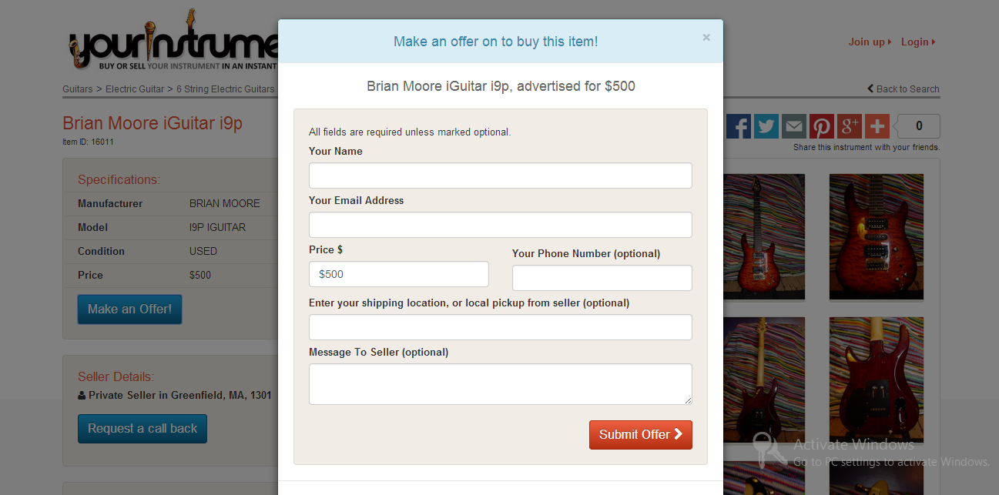 yourinstrume
BUY OR SELL YOUR INSTRUMENT IN AN INSTANT
Join up
Login
Guitars > Electric Guitar > 6 String Electric Guitars
Back to Search
Brian Moore iGuitar i9p
Item ID: 16011
0
Share this instrument with your friends.
Specifications:
Manufacturer BRIAN MOORE
Model I9P IGUITAR
Condition USED
Price $500
Make an Offer!
Seller Details:
Private Seller in Greenfield, MA, 1301
Request a call back
Make an offer on to buy this item!
×
Brian Moore iGuitar i9p, advertised for $500
All fields are required unless marked optional.
Your Name
Your Email Address
Price $
Your Phone Number (optional)
$500
Enter your shipping location, or local pickup from seller (optional)
Message To Seller (optional)
Submit Offer
Activate Windows
Go to PC settings to activate Windows.